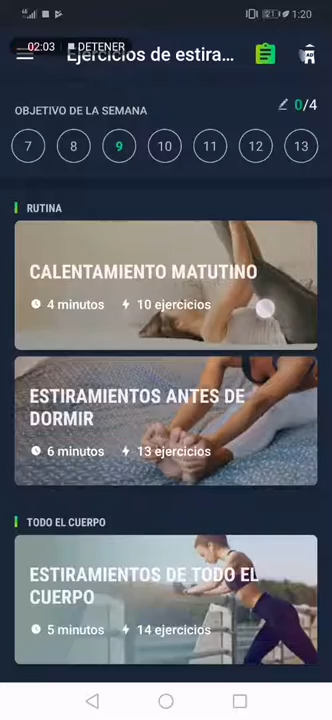 1:20
02:03 DETENER
Ejercicios de estira...
AD
OBJETIVO DE LA SEMANA
0/4
7 8 9 10 11 12 13
RUTINA
CALENTAMIENTO MATUTINO
4 minutos 10 ejercicios
ESTIRAMIENTOS ANTES DE
DORMIR
6 minutos 13 ejercicios
TODO EL CUERPO
ESTIRAMIENTOS DE TODO EL
CUERPO
5 minutos 14 ejercicios